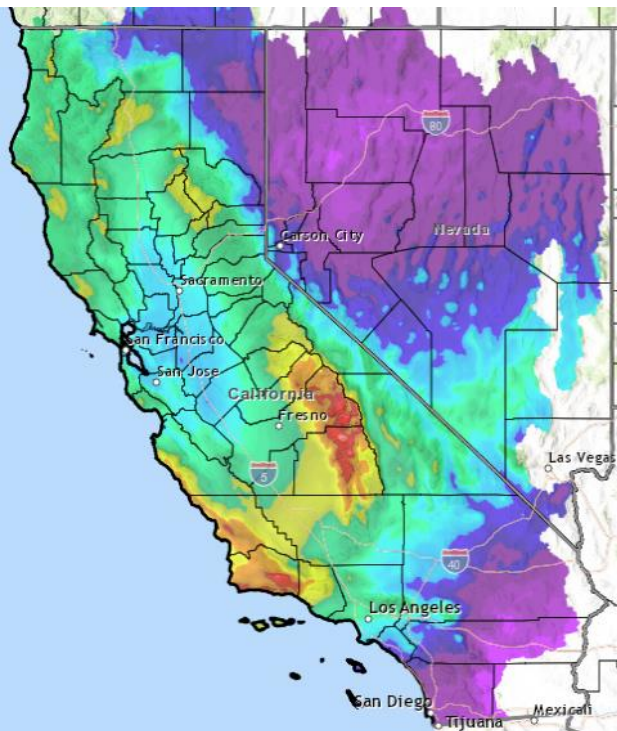 80
Nevada
Carson City
Sacramento
San Francisco
San Jose
California
Fresno
5
Las Vegas
40
Los Angeles
San Diego
Mexicali
Tijuana